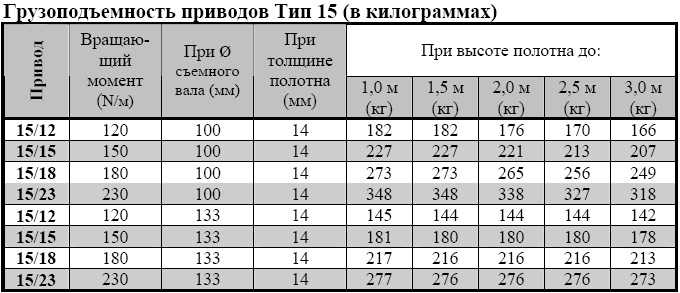 Грузоподъемность приводов Тип 15 (в килограммах)
Привод
Вращаю-
щий
момент
(N/м)
При Ø
съемного
вала (мм)
При
толщине
полотна
(мм)
При высоте полотна до:
1,0 м 1,5 м 2,0 м 2,5 м 3,0 м
(кг) (кг) (кг) (кг) (кг)
15/12 120 100 14 182 182 176 170 166
15/15 150 100 14 227 227 221 213 207
15/18 180 100 14 273 273 265 256 249
15/23 230 100 14 348 348 338 327 318
15/12 120 133 14 145 144 144 144 142
15/15 150 133 14 181 180 180 180 178
15/18 180 133 14 217 216 216 216 213
15/23 230 133 14 277 276 276 276 273